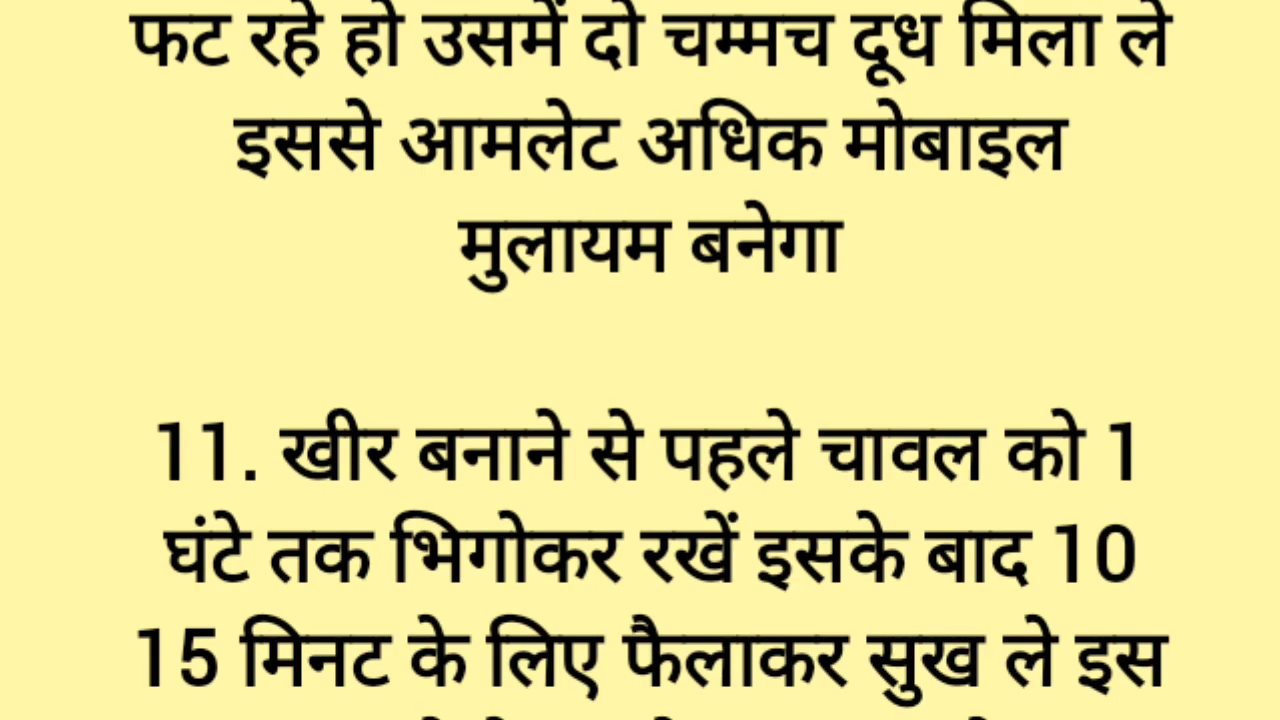 फट रहे हो उसमें दो चम्मच दूध मिला ले
इससे आमलेट अधिक मोबाइल
मुलायम बनेगा
11. खीर बनाने से पहले चावल को 1
घंटे तक भिगोकर रखें इसके बाद 10
15 मिनट के लिए फैलाकर सुख ले इस